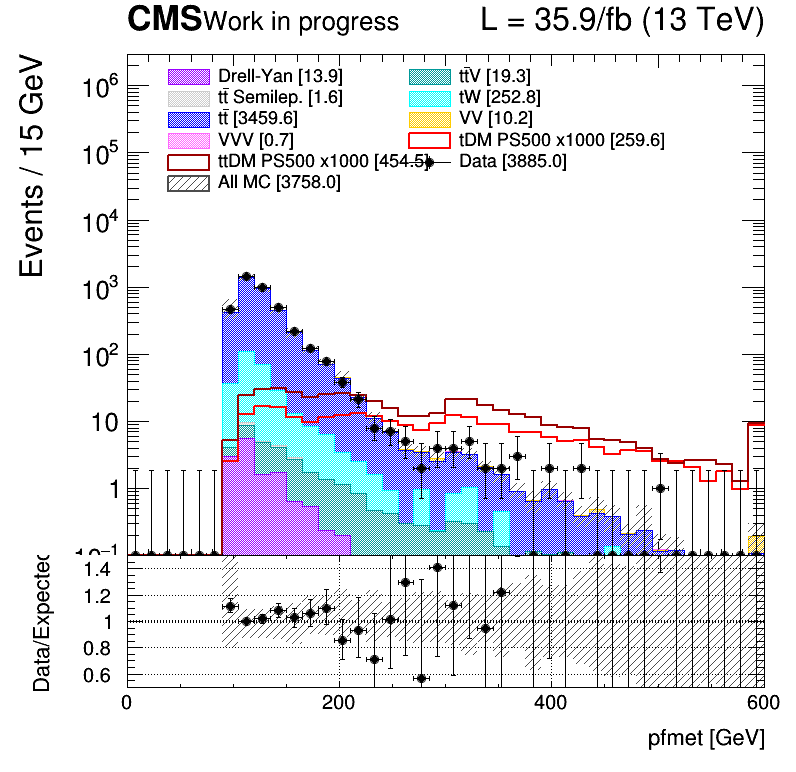 CMS Work in progress L = 35.9/fb (13 TeV)
Events / 15 GeV
Drell-Yan [13.9] tt̄V [19.3]
tt̄ Semilep. [1.6] tW [252.8]
tt̄ [3459.6] VV [10.2]
VVV [0.7] tDM PS500 x1000 [259.6]
ttDM PS500 x1000 [454.5] Data [3885.0]
All MC [3758.0]
10⁶
10⁵
10⁴
10³
10²
10
1
10⁻¹
Data/Expected
1.4
1.2
1
0.8
0.6
0 200 400 600
pfmet [GeV]